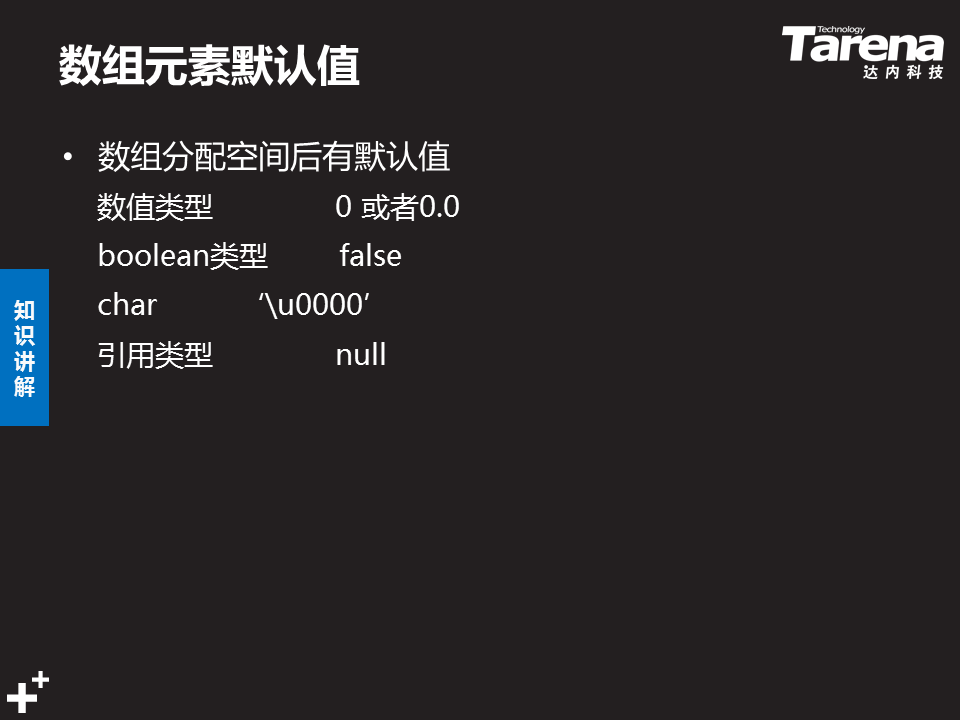 数组元素默认值
Technology
Tarena
达内科技
• 数组分配空间后有默认值
数值类型 0 或者0.0
boolean类型 false
char ‘\u0000’
引用类型 null
知识讲解